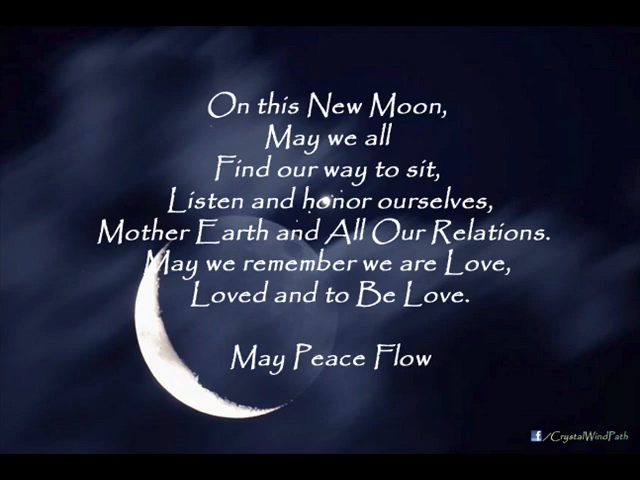 On this New Moon,
May we all
Find our way to sit,
Listen and honor ourselves,
Mother Earth and All Our Relations.
May we remember we are Love,
Loved and to Be Love.
May Peace Flow
f /CrystalWindPath